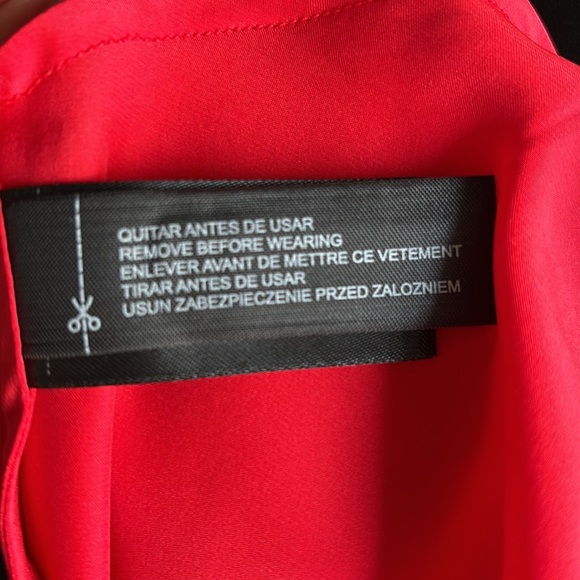 QUITAR ANTES DE USAR
REMOVE BEFORE WEARING
ENLEVER AVANT DE METTRE CE VETEMENT
TIRAR ANTES DE USAR
USUN ZABEZPIECZENIE PRZED ZALOZNIEM